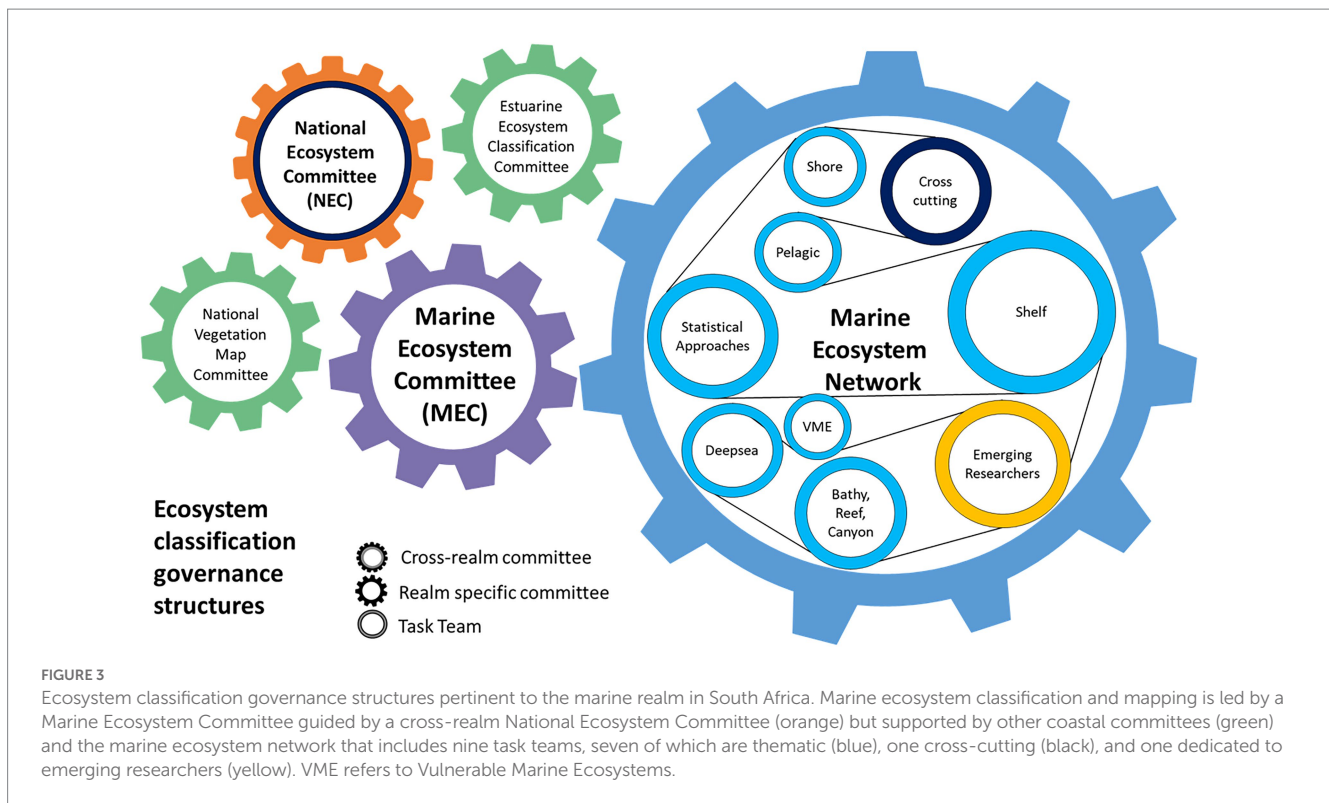 National
Ecosystem
Committee
(NEC)
Estuarine
Ecosystem
Classification
Committee
National
Vegetation
Map
Committee
Marine
Ecosystem
Committee
(MEC)
Shore
Cross
cutting
Pelagic
Statistical
Approaches
Marine
Ecosystem
Network
Shelf
VME
Deepsea
Emerging
Researchers
Bathy,
Reef,
Canyon
Ecosystem
classification
governance
structures
Cross-realm committee
Realm specific committee
Task Team
FIGURE 3
Ecosystem classification governance structures pertinent to the marine realm in South Africa. Marine ecosystem classification and mapping is led by a
Marine Ecosystem Committee guided by a cross-realm National Ecosystem Committee (orange) but supported by other coastal committees (green)
and the marine ecosystem network that includes nine task teams, seven of which are thematic (blue), one cross-cutting (black), and one dedicated to
emerging researchers (yellow). VME refers to Vulnerable Marine Ecosystems.